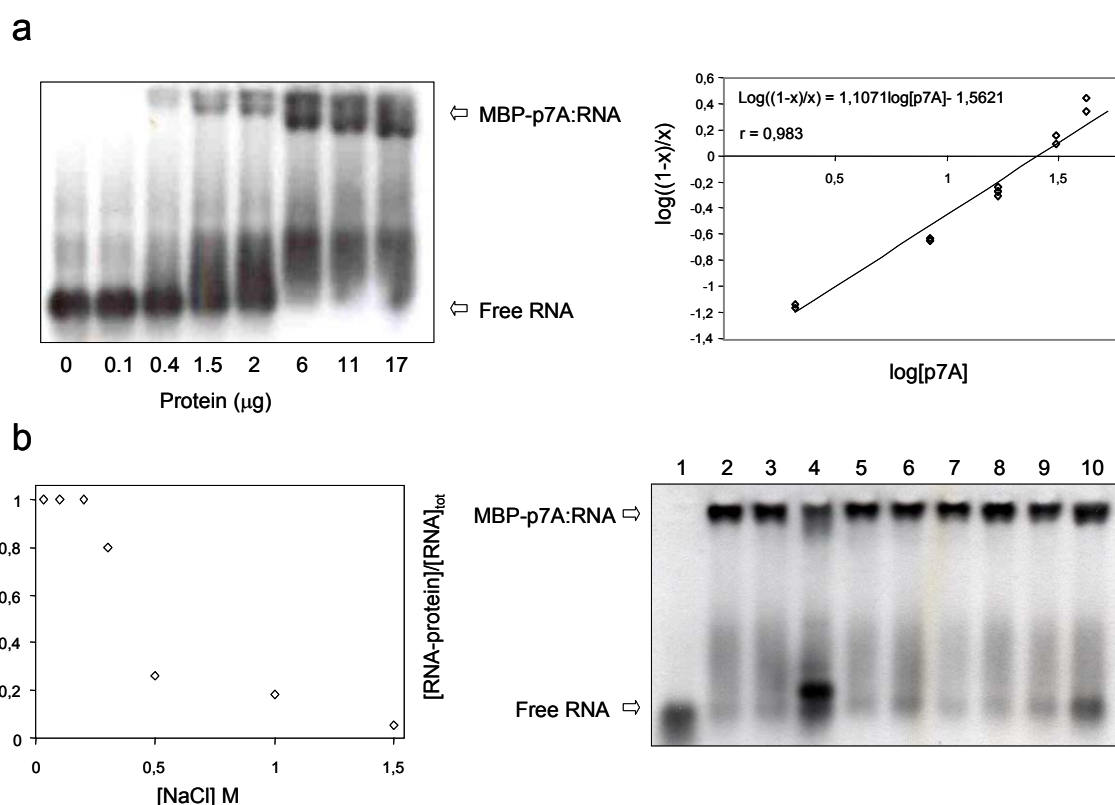 a
MBP-p7A:RNA
Free RNA
0 0.1 0.4 1.5 2 6 11 17
Protein (μg)
0,6
0,4
0,2
0
-0,2
-0,4
-0,6
-0,8
-1
-1,2
-1,4
Log((1-x)/x) = 1,1071log[p7A]- 1,5621
r = 0,983
0,5 1 1,5
log((1-x)/x)
log[p7A]
b
1
0,8
0,6
0,4
0,2
0
0 0,5 1 1,5
[NaCl] M
[RNA-protein]/[RNA]tot
1 2 3 4 5 6 7 8 9 10
MBP-p7A:RNA
Free RNA